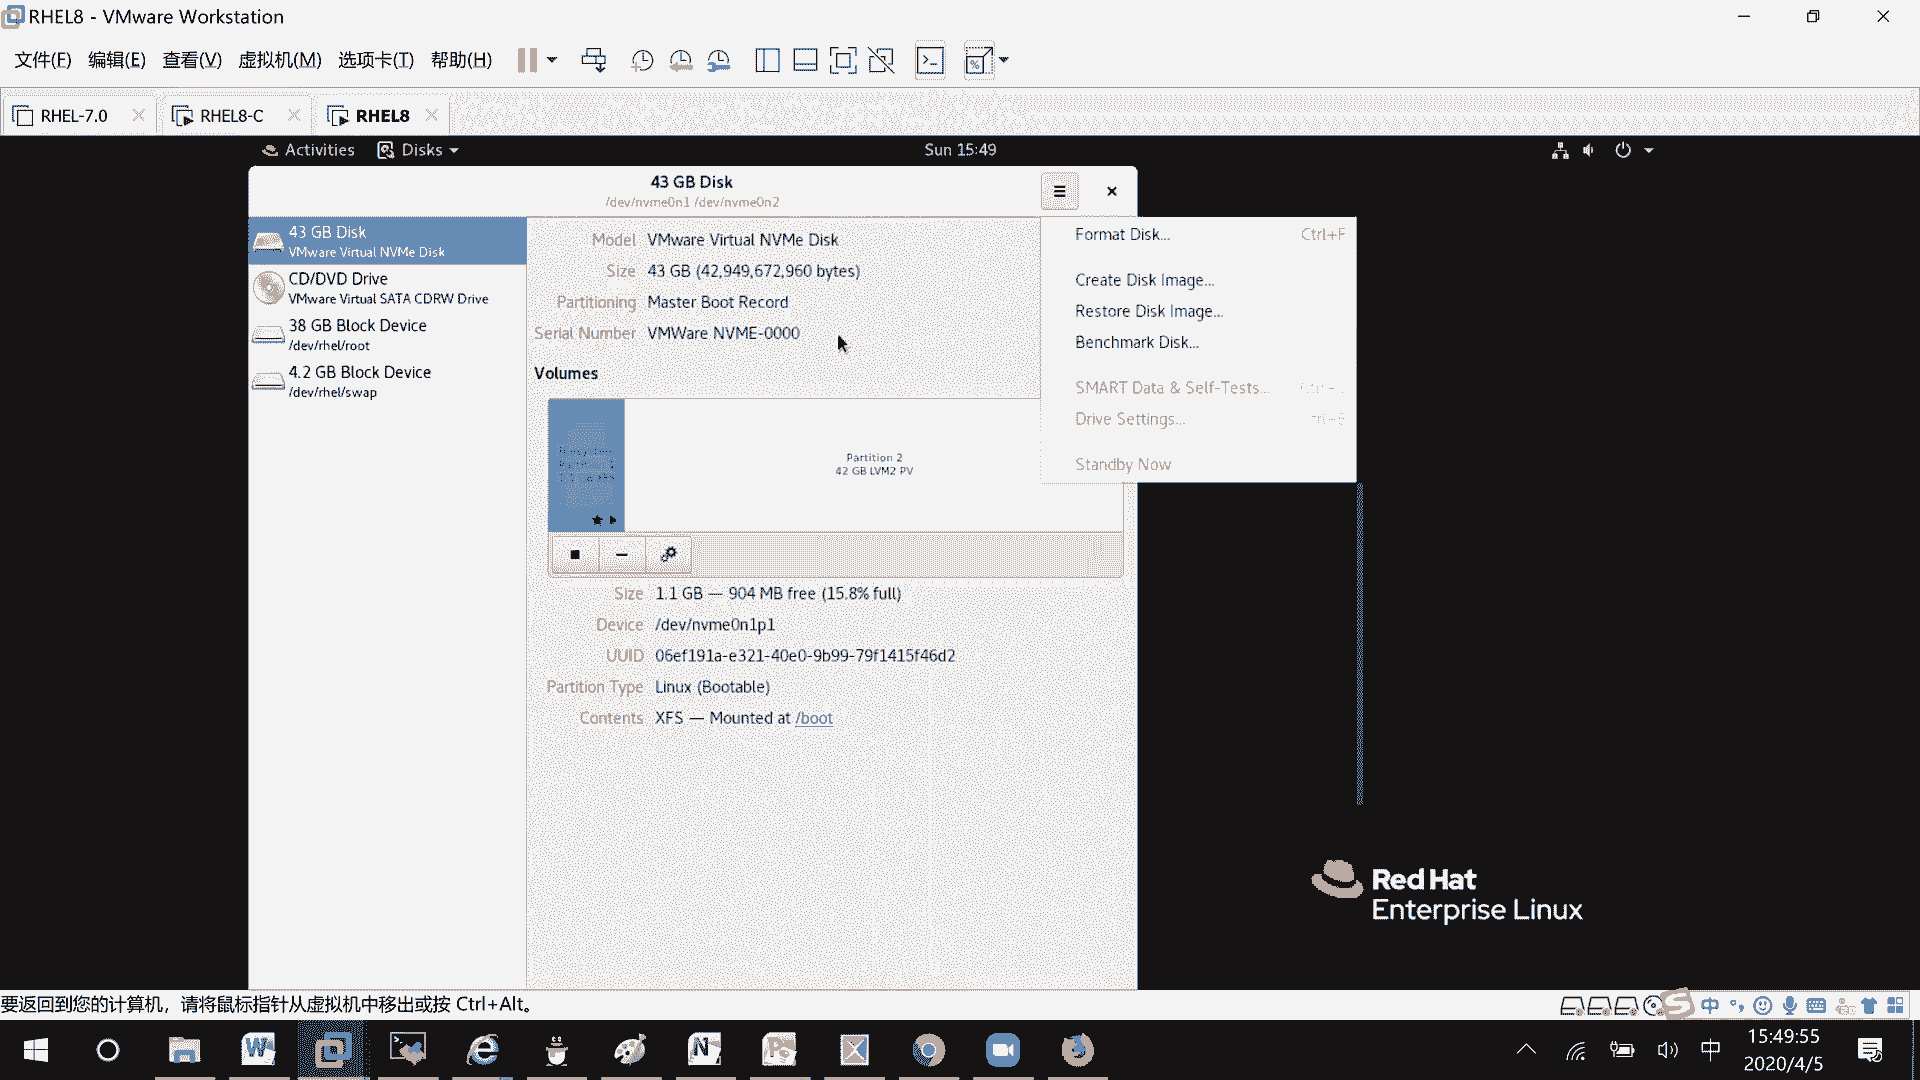 RHEL8 - VMware Workstation
文件(F) 编辑(E) 查看(V) 虚拟机(M) 选项卡(T) 帮助(H)
RHEL-7.0 RHEL8-C RHEL8
Activities Disks Sun 15:49
43 GB Disk
/dev/nvme0n1 /dev/nvme0n2
43 GB Disk
VMware Virtual NVMe Disk
CD/DVD Drive
VMware Virtual SATA CDRW Drive
38 GB Block Device
/dev/rhel/root
4.2 GB Block Device
/dev/rhel/swap
Model VMware Virtual NVMe Disk
Size 43 GB (42,949,672,960 bytes)
Partitioning Master Boot Record
Serial Number VMWare NVME-0000
Volumes
Partition 2
42 GB LVM2 PV
Size 1.1 GB — 904 MB free (15.8% full)
Device /dev/nvme0n1p1
UUID 06ef191a-e321-40e0-9b99-79f1415f46d2
Partition Type Linux (Bootable)
Contents XFS — Mounted at /boot
Format Disk... Ctrl+F
Create Disk Image...
Restore Disk Image...
Benchmark Disk...
SMART Data & Self-Tests...
Drive Settings...
Standby Now
Red Hat
Enterprise Linux
要返回到您的计算机，请将鼠标指针从虚拟机中移出或按 Ctrl+Alt。
中
中
15:49:55
2020/4/5